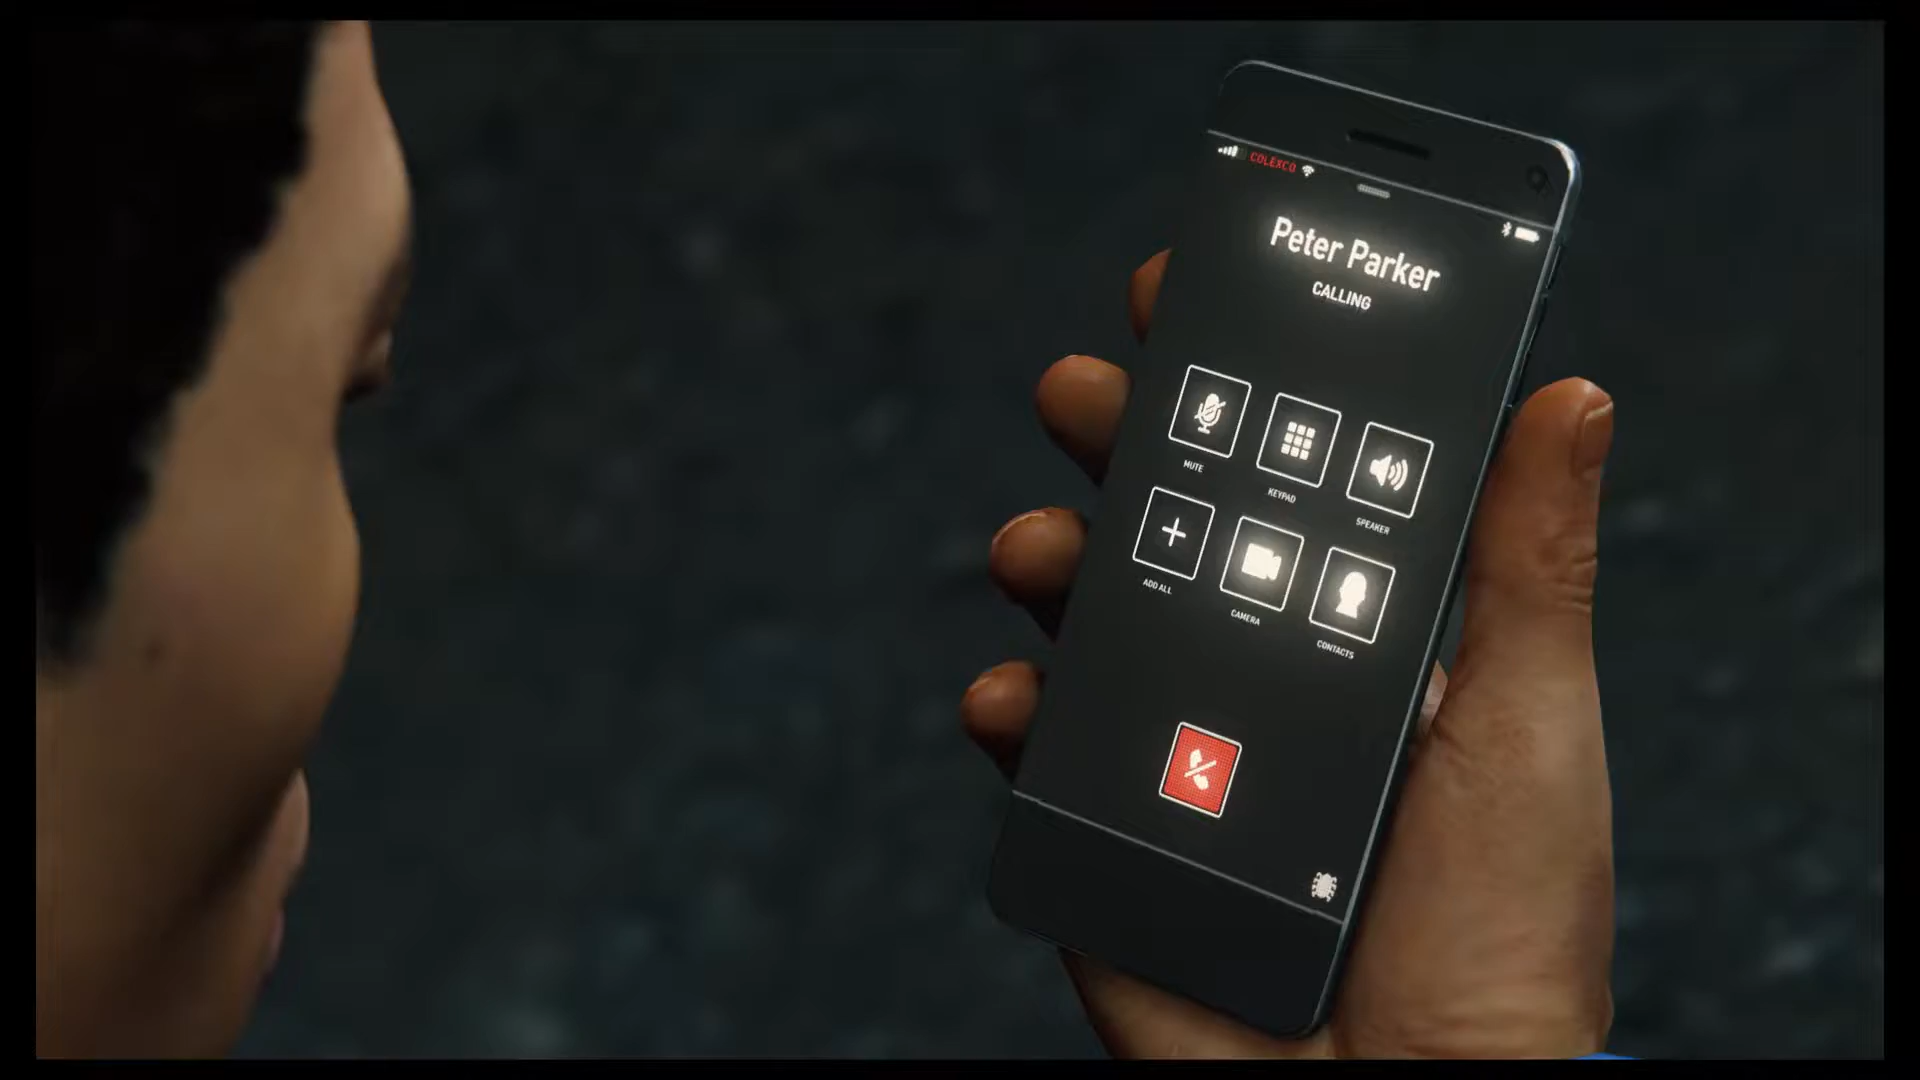 COLEXCO
Peter Parker
CALLING
MUTE
KEYPAD
SPEAKER
ADD ALL
CAMERA
CONTACTS